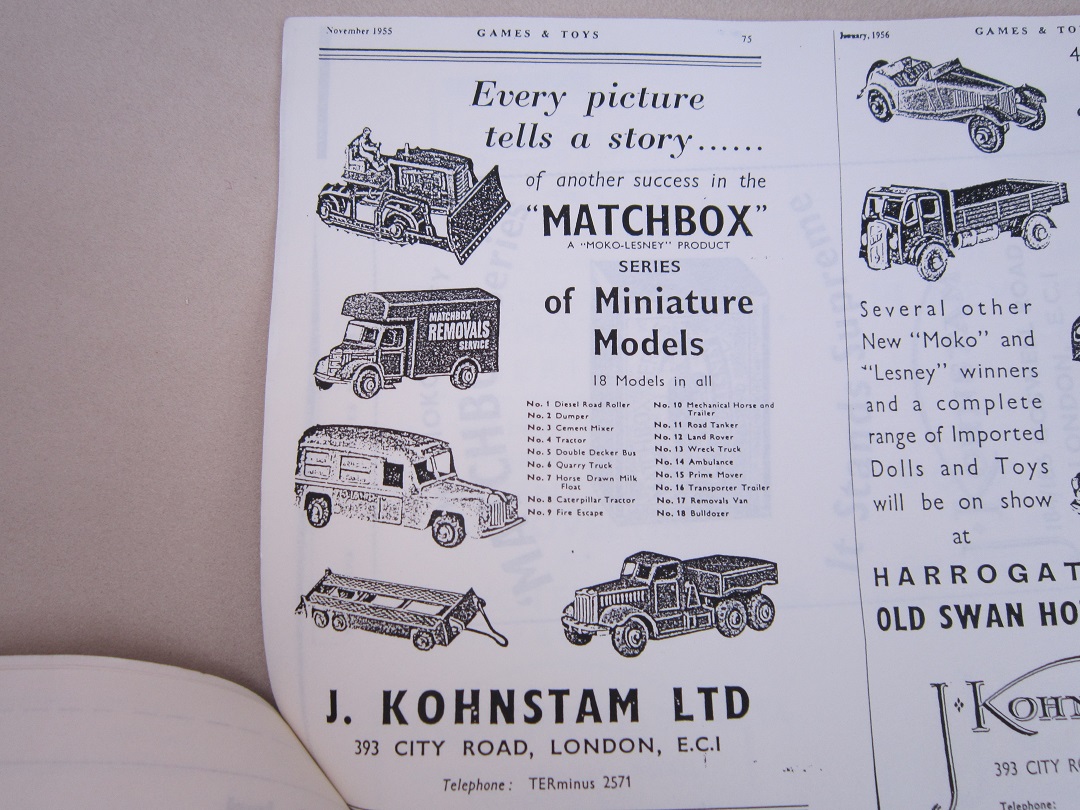 November 1955
GAMES & TOYS
75
Every picture
tells a story......
of another success in the
"MATCHBOX"
A "MOKO-LESNEY" PRODUCT
SERIES
of Miniature
Models
18 Models in all
MATCHBOX
REMOVALS
SERVICE
No. 1 Diesel Road Roller
No. 2 Dumper
No. 3 Cement Mixer
No. 4 Tractor
No. 5 Double Decker Bus
No. 6 Quarry Truck
No. 7 Horse Drawn Milk
Float
No. 8 Caterpillar Tractor
No. 9 Fire Escape
No. 10 Mechanical Horse and
Trailer
No. 11 Road Tanker
No. 12 Land Rover
No. 13 Wreck Truck
No. 14 Ambulance
No. 15 Prime Mover
No. 16 Transporter Trailer
No. 17 Removals Van
No. 18 Bulldozer
J. KOHNSTAM LTD
393 CITY ROAD, LONDON, E.C.1
Telephone: TERminus 2571
January, 1956
GAMES & TO
4
Several other
New "Moko" and
"Lesney" winners
and a complete
range of Imported
Dolls and Toys
will be on show
at
HARROGAT
OLD SWAN HO
J. KOHN
393 CITY RO
Telephone: